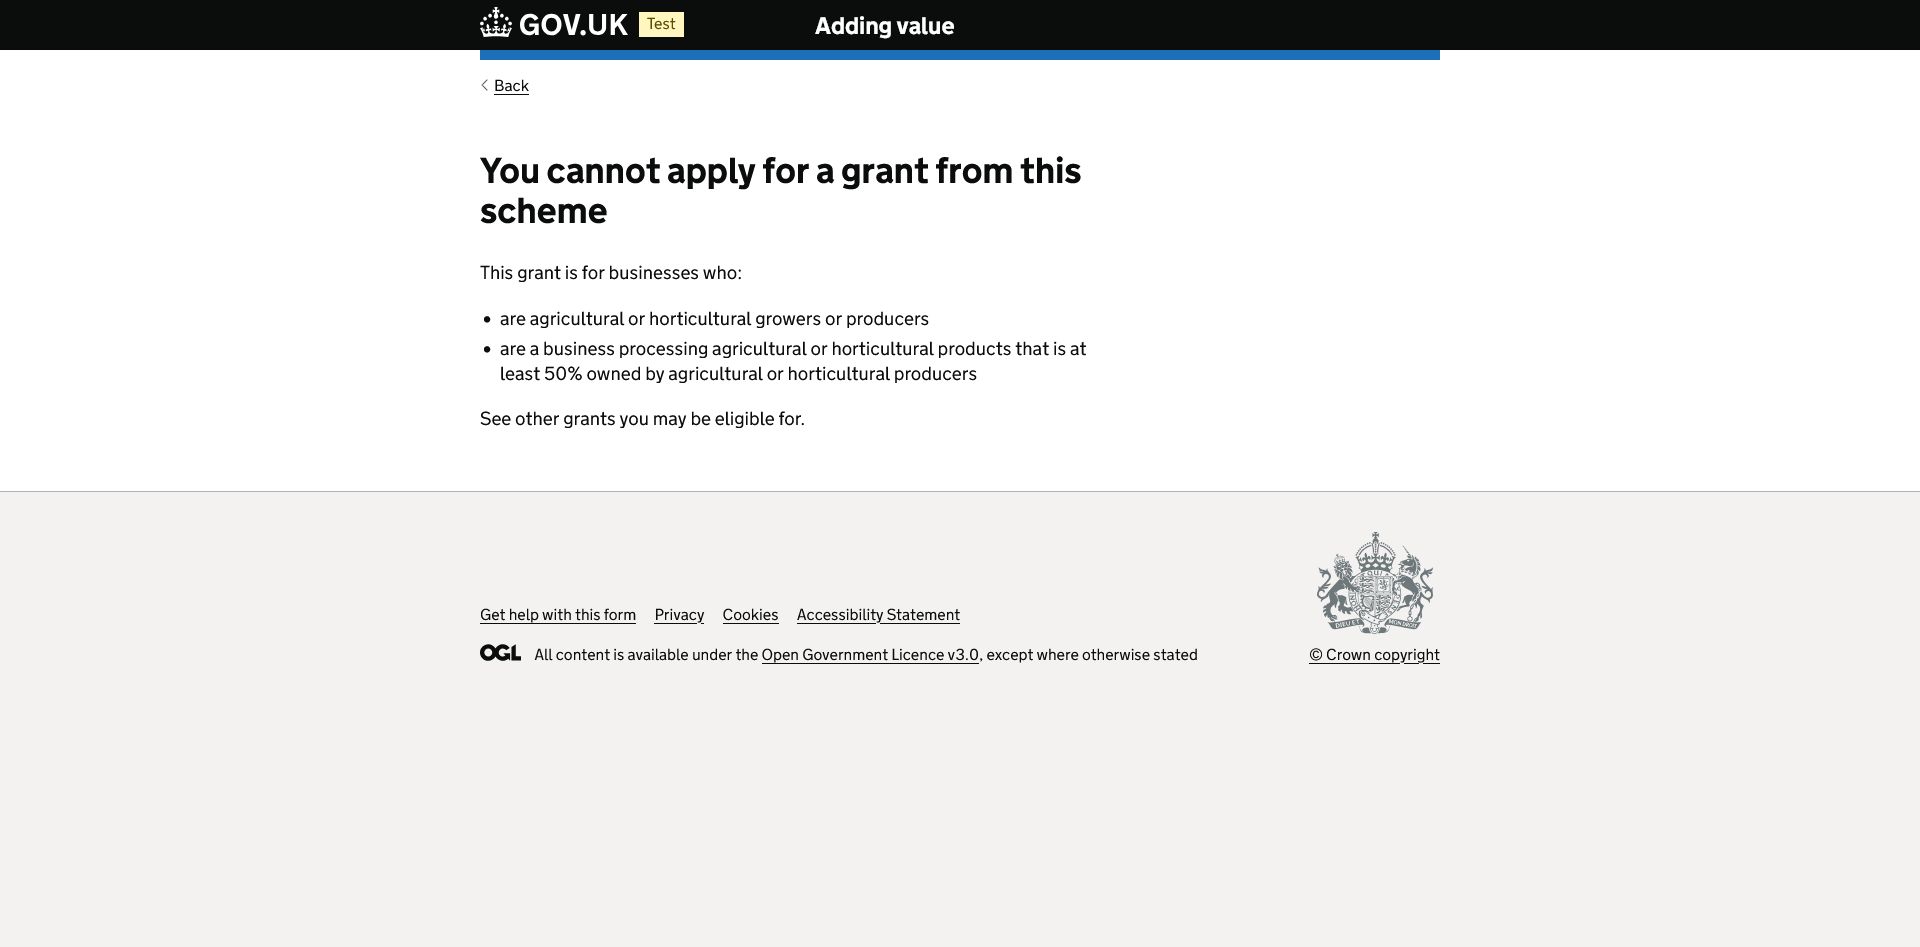 GOV.UK Test Adding value
Back
You cannot apply for a grant from this
scheme
This grant is for businesses who:
• are agricultural or horticultural growers or producers
• are a business processing agricultural or horticultural products that is at
least 50% owned by agricultural or horticultural producers
See other grants you may be eligible for.
Get help with this form Privacy Cookies Accessibility Statement
OGL All content is available under the Open Government Licence v3.0, except where otherwise stated
© Crown copyright